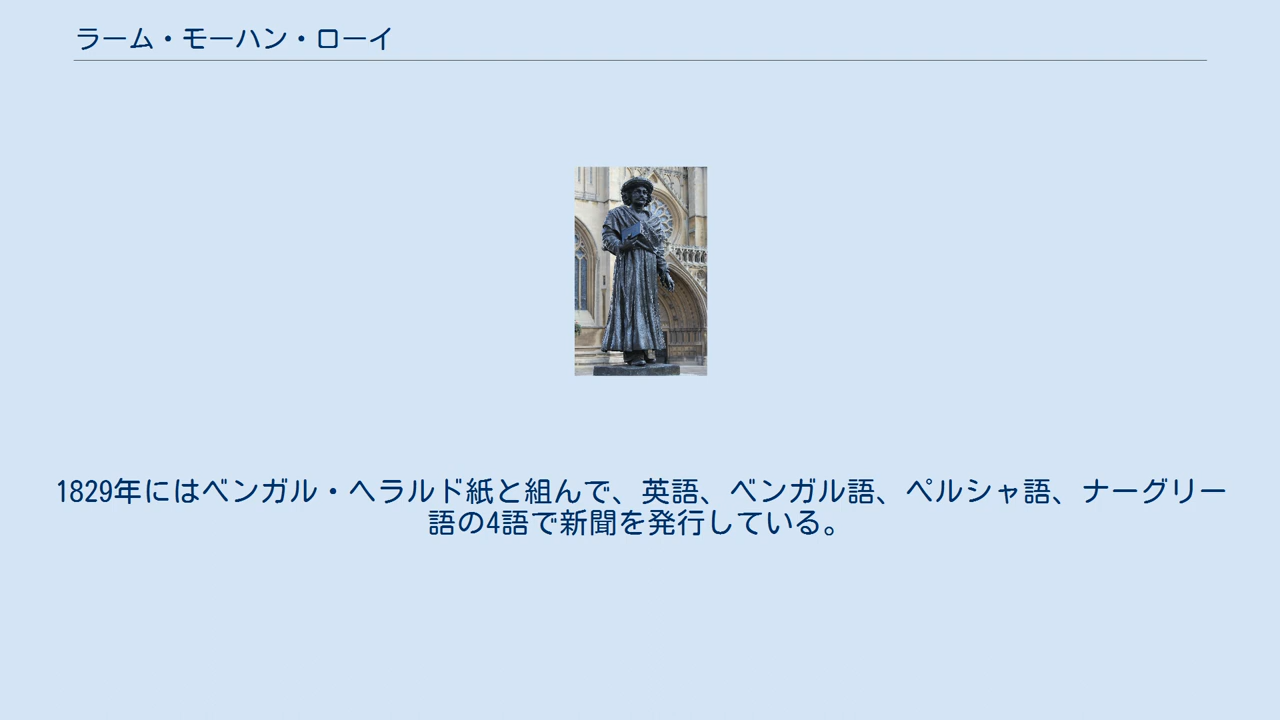 ラーム・モーハン・ローイ
1829年にはベンガル・ヘラルド紙と組んで、英語、ベンガル語、ペルシャ語、ナーグリー
語の4語で新聞を発行している。